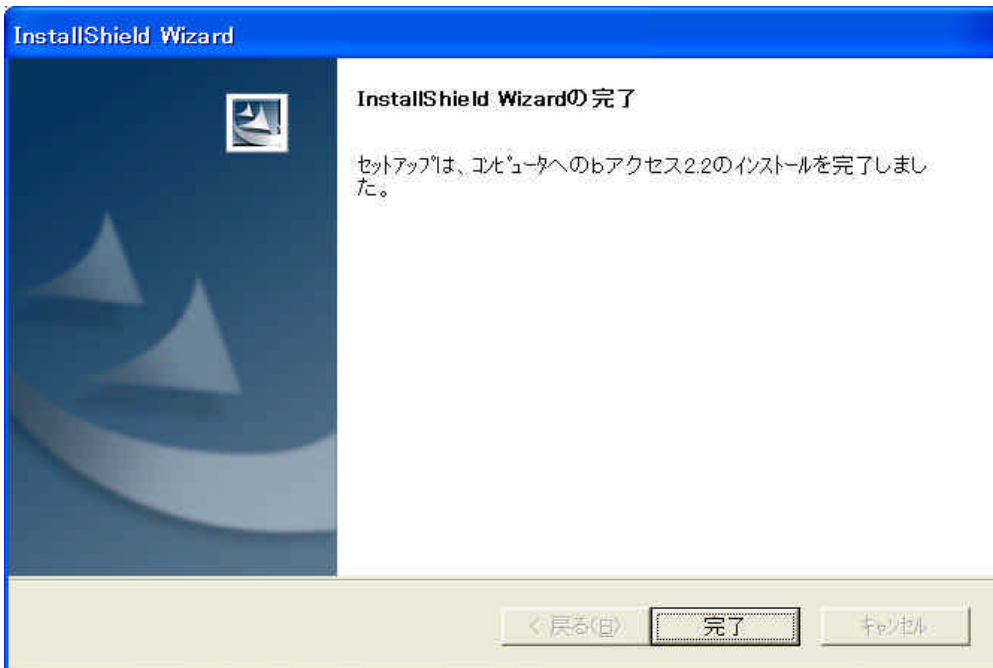 InstallShield Wizard
InstallShield Wizardの完了
ｾｯﾄｱｯﾌﾟは、ｺﾝﾋﾟｭｰﾀへのbアクセス2.2のｲﾝｽﾄｰﾙを完了しまし
た。
< 戻る(B)
完了
ｷｬﾝｾﾙ